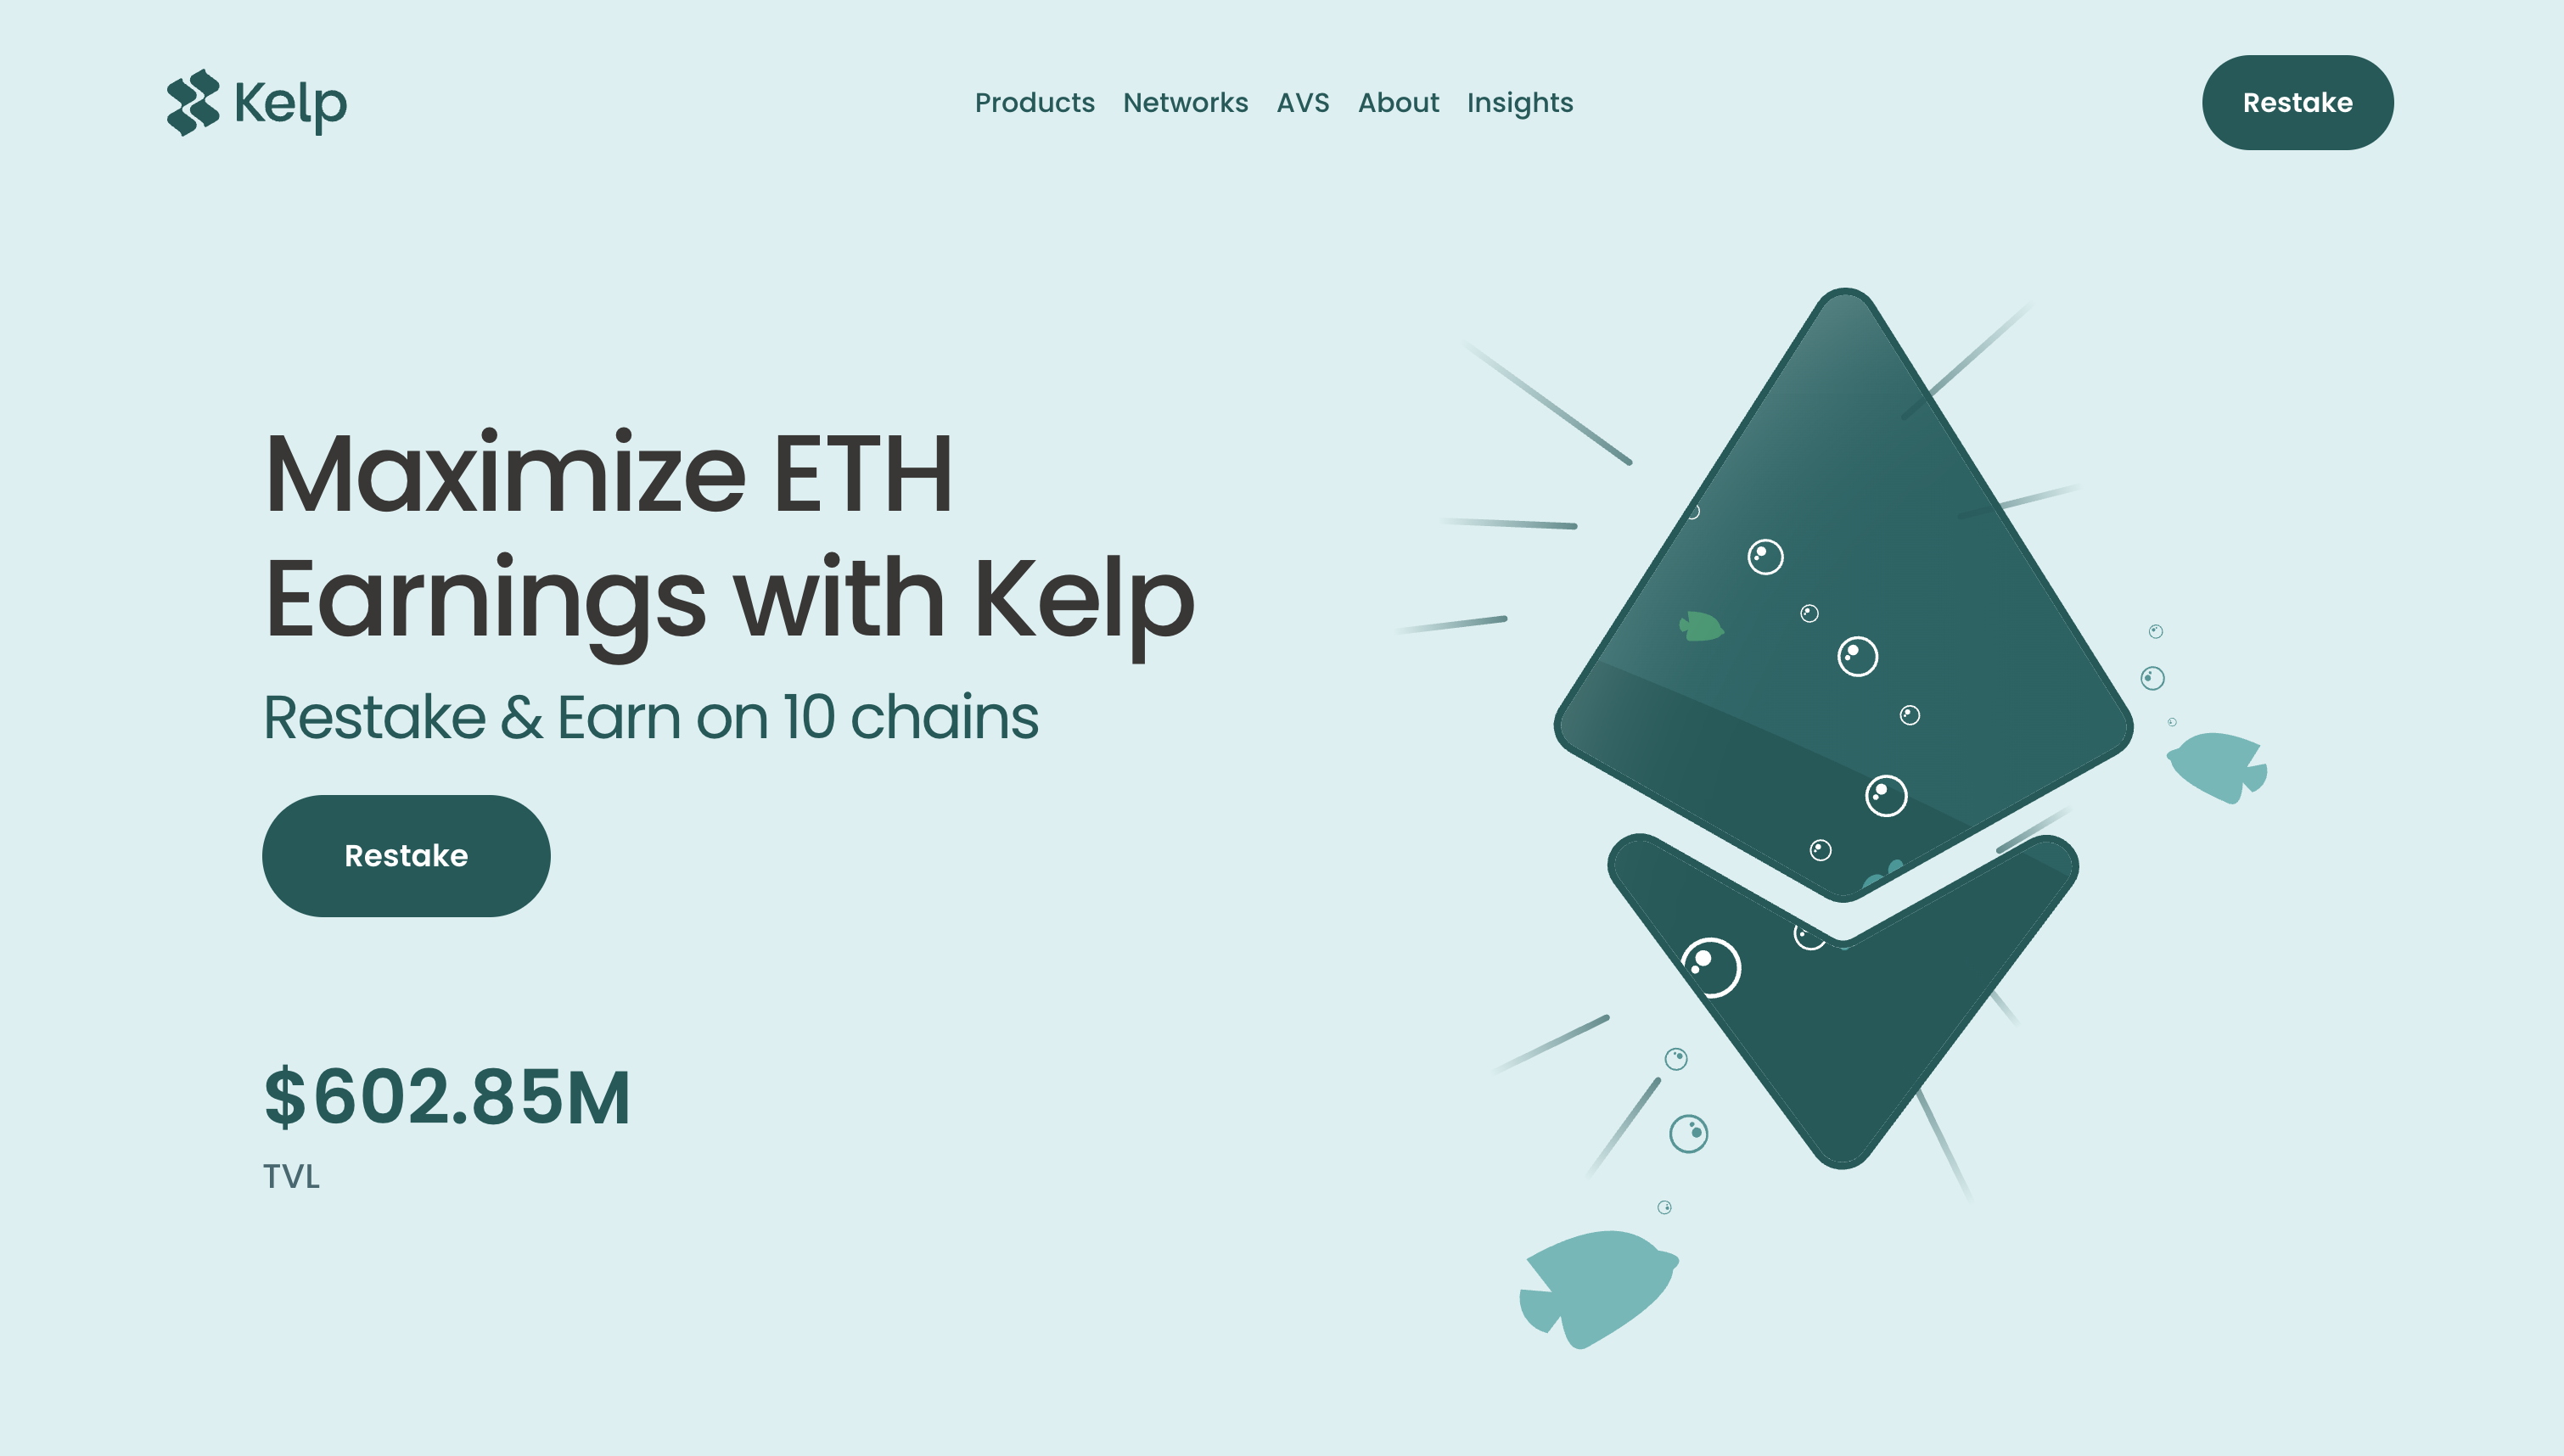 Kelp
Products Networks AVS About Insights
Restake
Maximize ETH
Earnings with Kelp
Restake & Earn on 10 chains
Restake
$602.85M
TVL